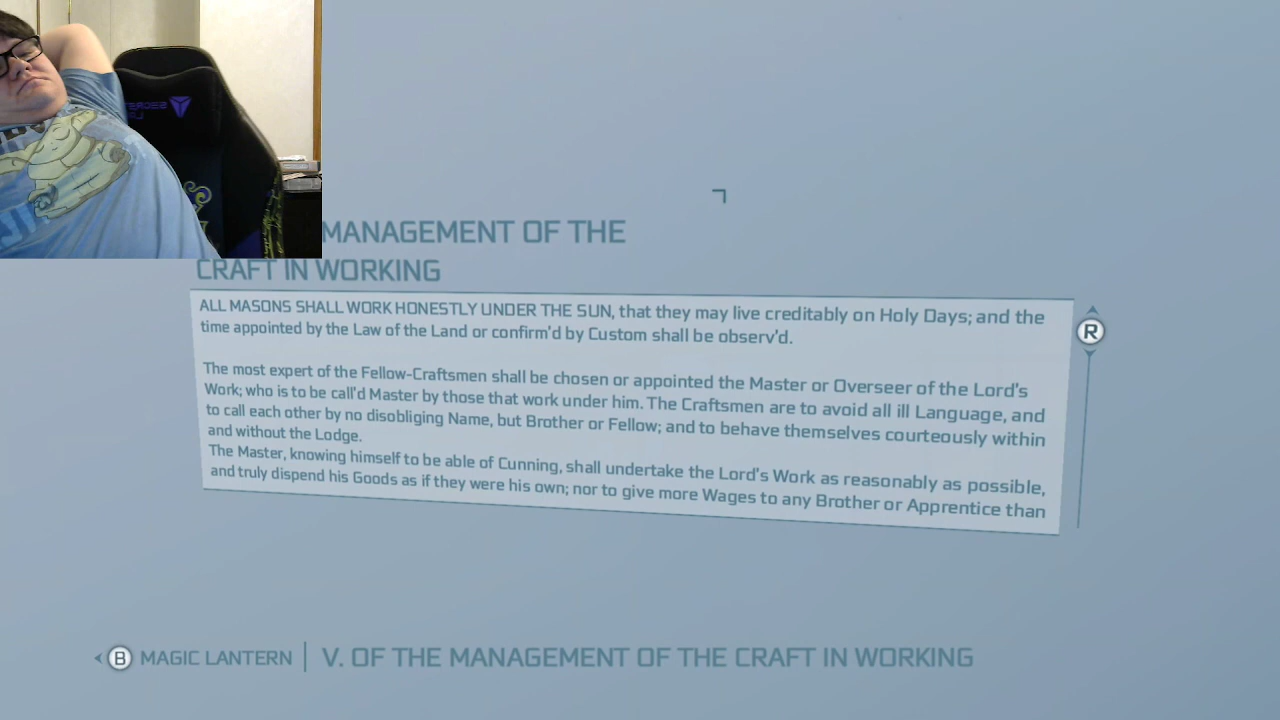 MANAGEMENT OF THE
CRAFT IN WORKING
ALL MASONS SHALL WORK HONESTLY UNDER THE SUN, that they may live creditably on Holy Days; and the
time appointed by the Law of the Land or confirm'd by Custom shall be observ'd.
The most expert of the Fellow-Craftsmen shall be chosen or appointed the Master or Overseer of the Lord's
Work; who is to be call'd Master by those that work under him. The Craftsmen are to avoid all ill Language, and
to call each other by no disobliging Name, but Brother or Fellow; and to behave themselves courteously within
and without the Lodge.
The Master, knowing himself to be able of Cunning, shall undertake the Lord's Work as reasonably as possible,
and truly dispend his Goods as if they were his own; nor to give more Wages to any Brother or Apprentice than
R
B MAGIC LANTERN V. OF THE MANAGEMENT OF THE CRAFT IN WORKING